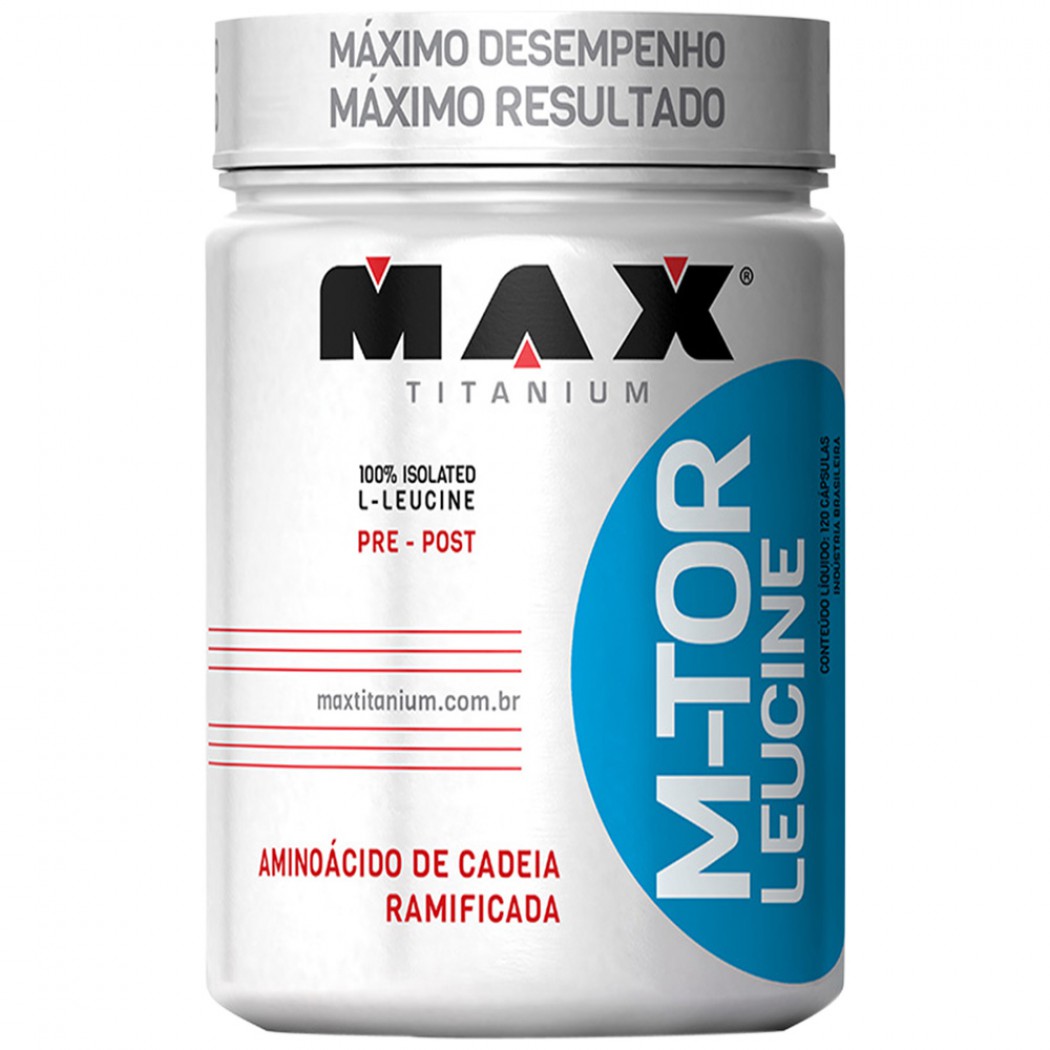 MÁXIMO DESEMPENHO
MÁXIMO RESULTADO
MAX®
TITANIUM
100% ISOLATED
L-LEUCINE
PRE - POST
M-TOR
LEUCINE
CONTEÚDO LÍQUIDO: 120 CÁPSULAS
INDÚSTRIA BRASILEIRA
maxtitanium.com.br
AMINOÁCIDO DE CADEIA
RAMIFICADA